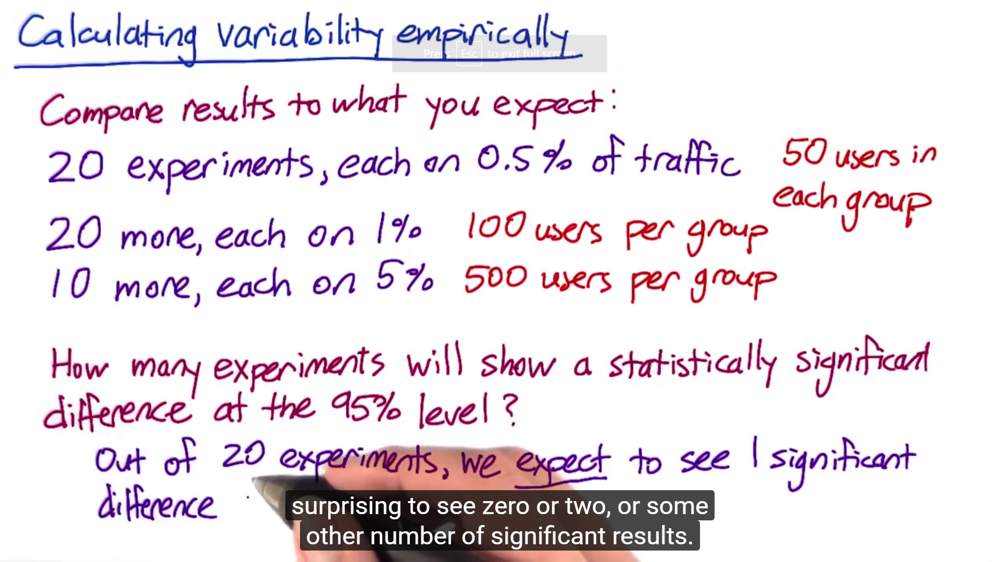 Calculating variability empirically
Press Esc to exit full screen
Compare results to what you expect:
20 experiments, each on 0.5% of traffic
50 users in
each group
20 more, each on 1% 100 users per group
10 more, each on 5% 500 users per group
How many experiments will show a statistically significant
difference at the 95% level?
Out of 20 experiments, we expect to see 1 significant
difference
surprising to see zero or two, or some
other number of significant results.